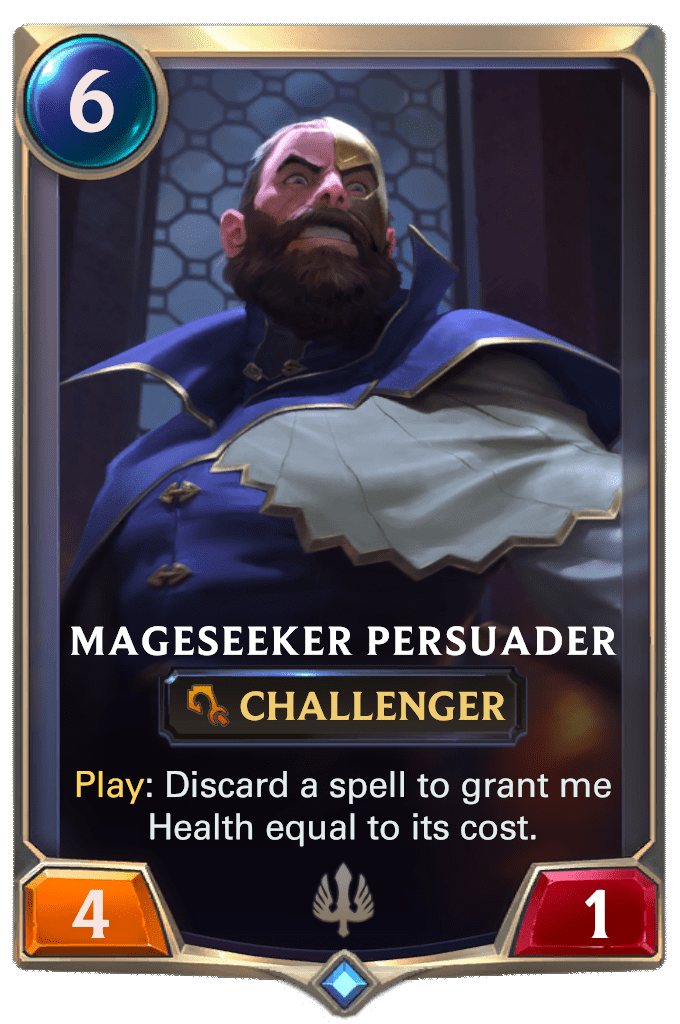 6
MAGESEEKER PERSUADER
CHALLENGER
Play: Discard a spell to grant me
Health equal to its cost.
4
1